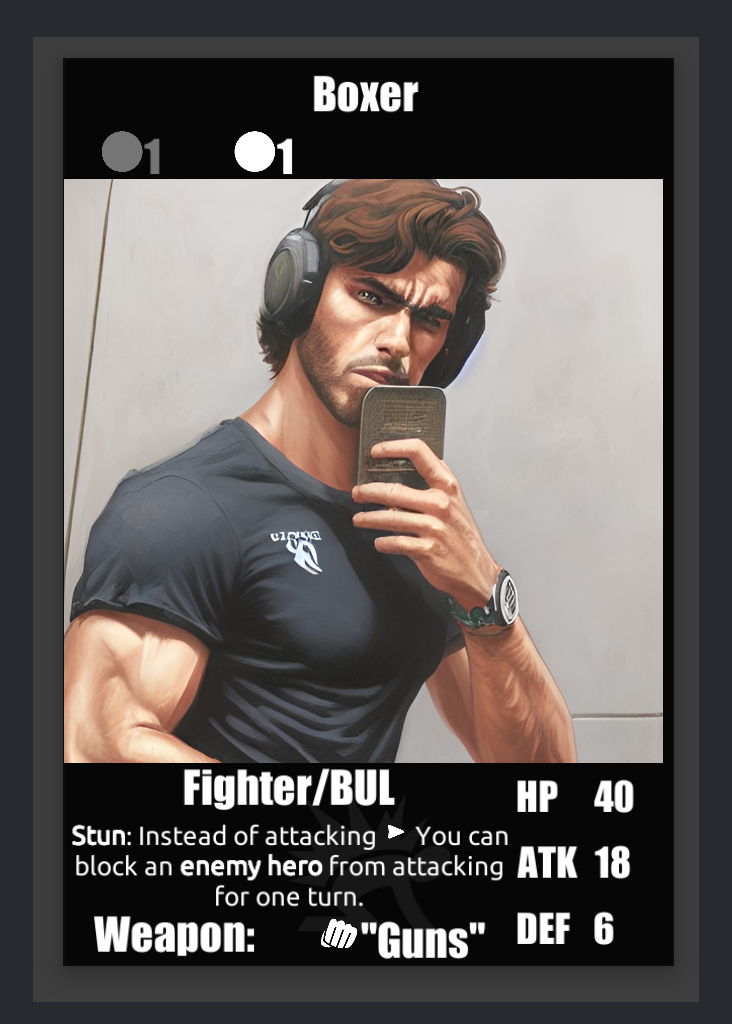 Boxer
1 1
Fighter/BUL
Stun: Instead of attacking ➤ You can
block an enemy hero from attacking
for one turn.
Weapon: "Guns"
HP 40
ATK 18
DEF 6